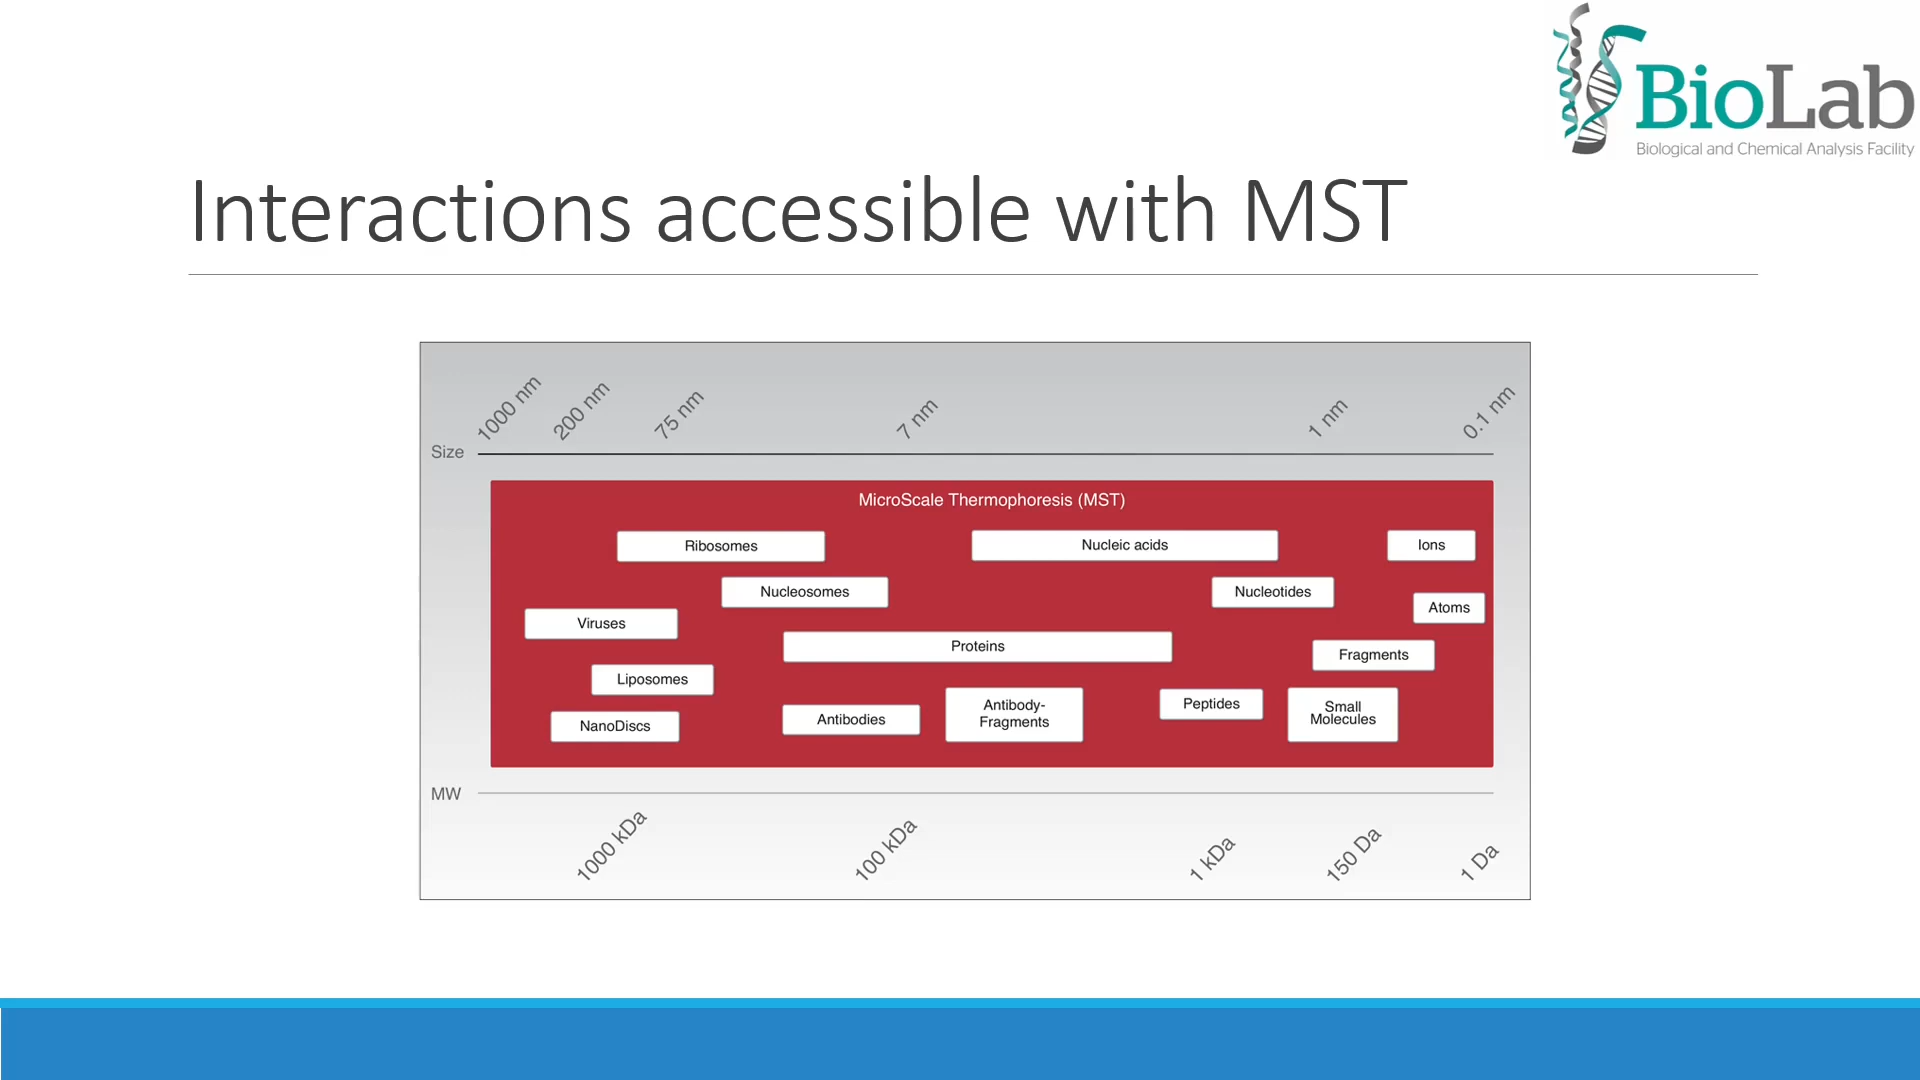 BioLab
Biological and Chemical Analysis Facility
Interactions accessible with MST
1000 nm
200 nm
75 nm
7 nm
1 nm
0.1 nm
Size
MicroScale Thermophoresis (MST)
Ribosomes
Nucleic acids
Ions
Nucleosomes
Nucleotides
Atoms
Viruses
Proteins
Fragments
Liposomes
Antibodies
Antibody-
Fragments
Peptides
Small
Molecules
NanoDiscs
MW
1000 kDa
100 kDa
1 kDa
150 Da
1 Da